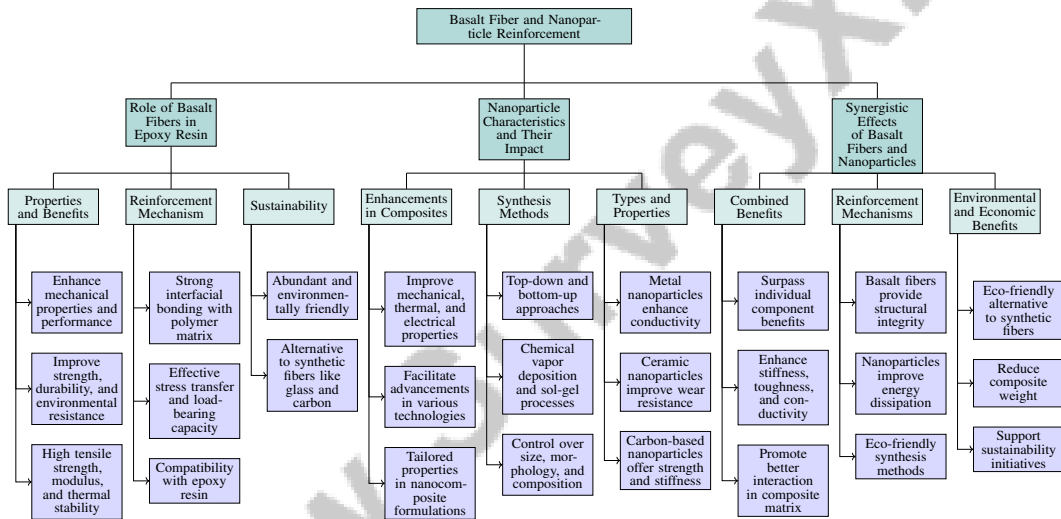 Basalt Fiber and Nanopar-
ticle Reinforcement
Role of Basalt
Fibers in
Epoxy Resin
Nanoparticle
Characteristics
and Their
Impact
Synergistic
Effects
of Basalt
Fibers and
Nanoparticles
Properties
and Benefits
Reinforcement
Mechanism
Sustainability
Enhancements
in Composites
Synthesis
Methods
Types and
Properties
Combined
Benefits
Reinforcement
Mechanisms
Environmental
and Economic
Benefits
Enhance
mechanical
properties and
performance
Improve
strength,
durability, and
environmental
resistance
High tensile
strength,
modulus,
and thermal
stability
Strong
interfacial
bonding with
polymer
matrix
Effective
stress transfer
and load-
bearing
capacity
Compatibility
with epoxy
resin
Abundant and
environmen-
tally friendly
Alternative
to synthetic
fibers like
glass and
carbon
Improve
mechanical,
thermal, and
electrical
properties
Facilitate
advancements
in various
technologies
Tailored
properties
in nanocom-
posite
formulations
Top-down and
bottom-up
approaches
Chemical
vapor
deposition
and sol-gel
processes
Control over
size, mor-
phology, and
composition
Metal
nanoparticles
enhance
conductivity
Ceramic
nanoparticles
improve wear
resistance
Carbon-based
nanoparticles
offer strength
and stiffness
Surpass
individual
component
benefits
Enhance
stiffness,
toughness,
and con-
ductivity
Promote
better
interaction
in composite
matrix
Basalt fibers
provide
structural
integrity
Nanoparticles
improve
energy
dissipation
Eco-friendly
synthesis
methods
Eco-friendly
alternative
to synthetic
fibers
Reduce
composite
weight
Support
sustainability
initiatives